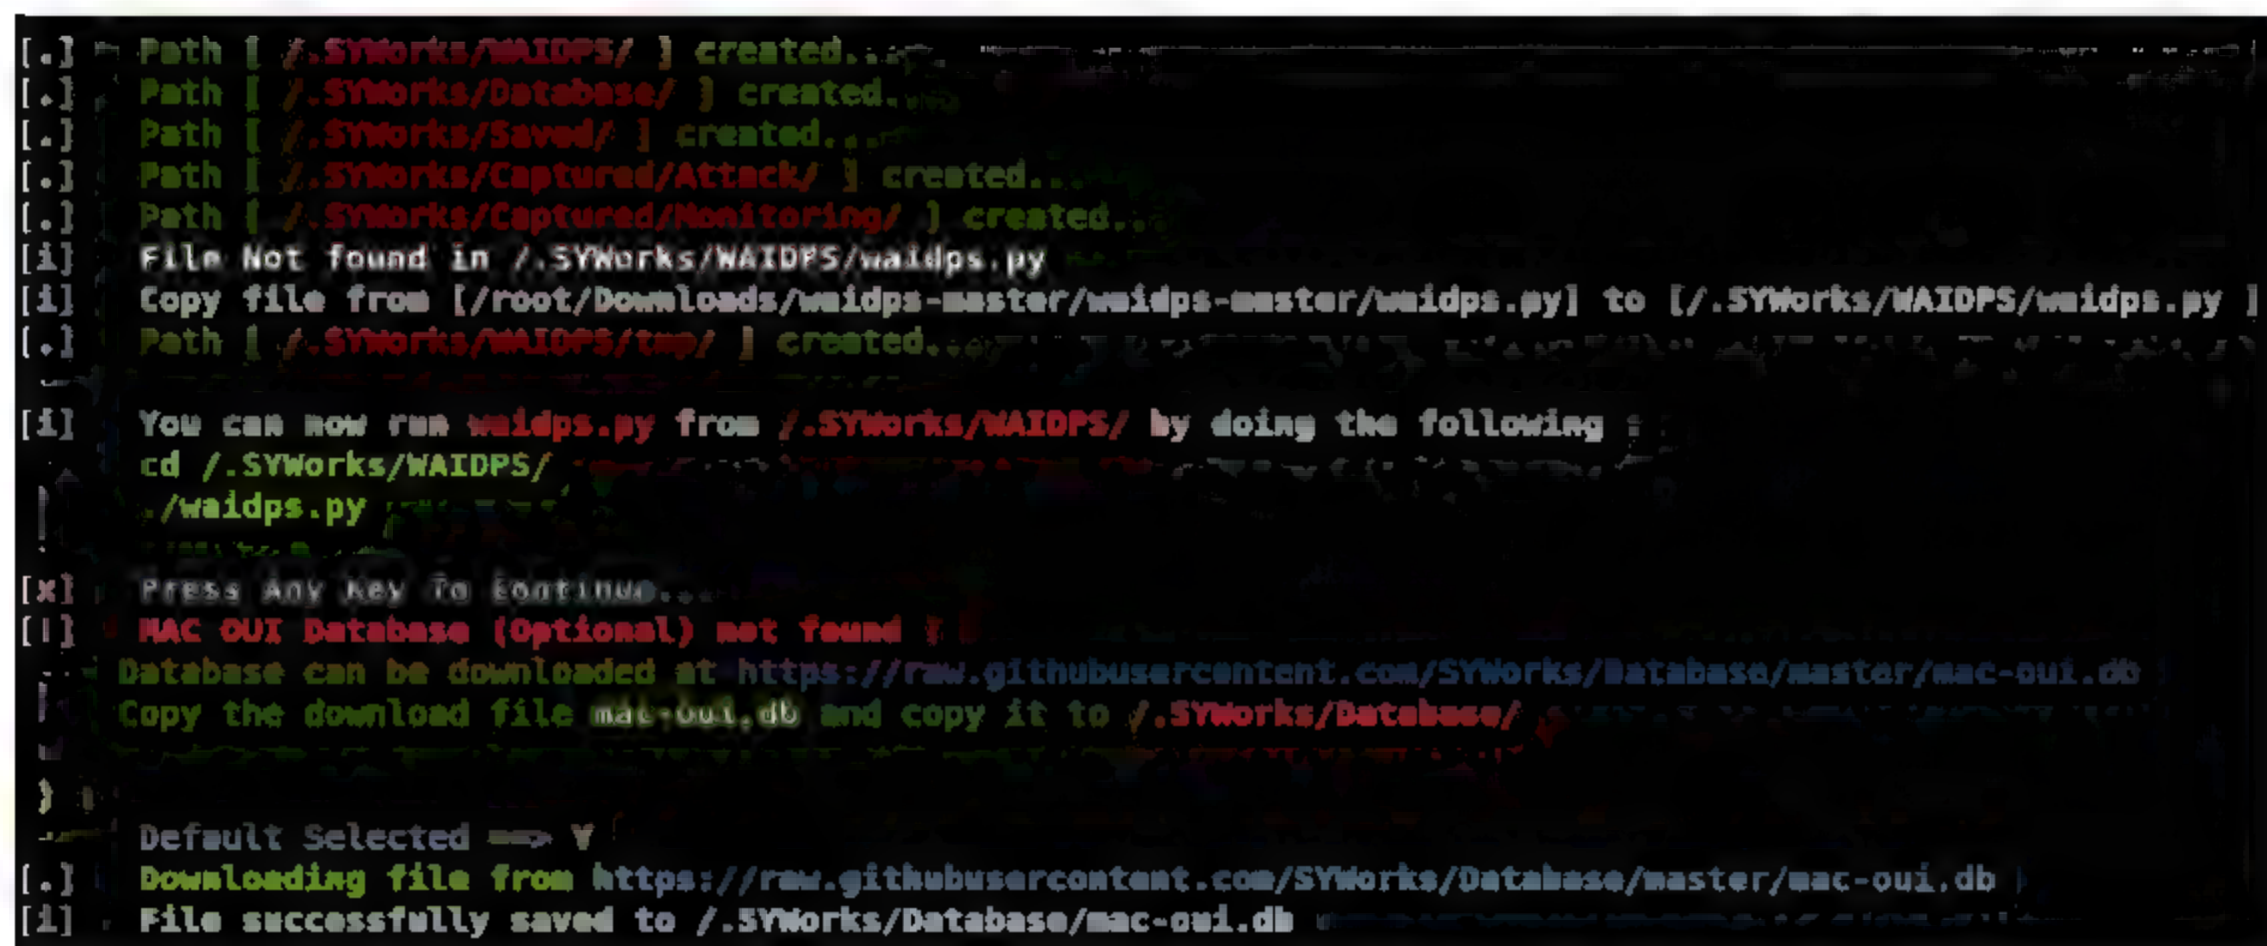 [.] Path [ /.SYWorks/WAIDPS/ ] created...
[.] Path [ /.SYWorks/Database/ ] created...
[.] Path [ /.SYWorks/Saved/ ] created...
[.] Path [ /.SYWorks/Captured/Attack/ ] created...
[.] Path [ /.SYWorks/Captured/Monitoring/ ] created...
[i] File Not found in /.SYWorks/WAIDPS/waidps.py
[i] Copy file from [/root/Downloads/waidps-master/waidps-master/waidps.py] to [/.SYWorks/WAIDPS/waidps.py ]
[.] Path [ /.SYWorks/WAIDPS/tmp/ ] created...
[i] You can now run waidps.py from /.SYWorks/WAIDPS/ by doing the following :
cd /.SYWorks/WAIDPS/
./waidps.py
[x] Press Any Key To Continue...
[!] MAC OUI Database (Optional) not found !
Database can be downloaded at https://raw.githubusercontent.com/SYWorks/Database/master/mac-oui.db
Copy the download file mac-oui.db and copy it to /.SYWorks/Database/
Default Selected ==> Y
[.] Downloading file from https://raw.githubusercontent.com/SYWorks/Database/master/mac-oui.db
[i] File successfully saved to /.SYWorks/Database/mac-oui.db